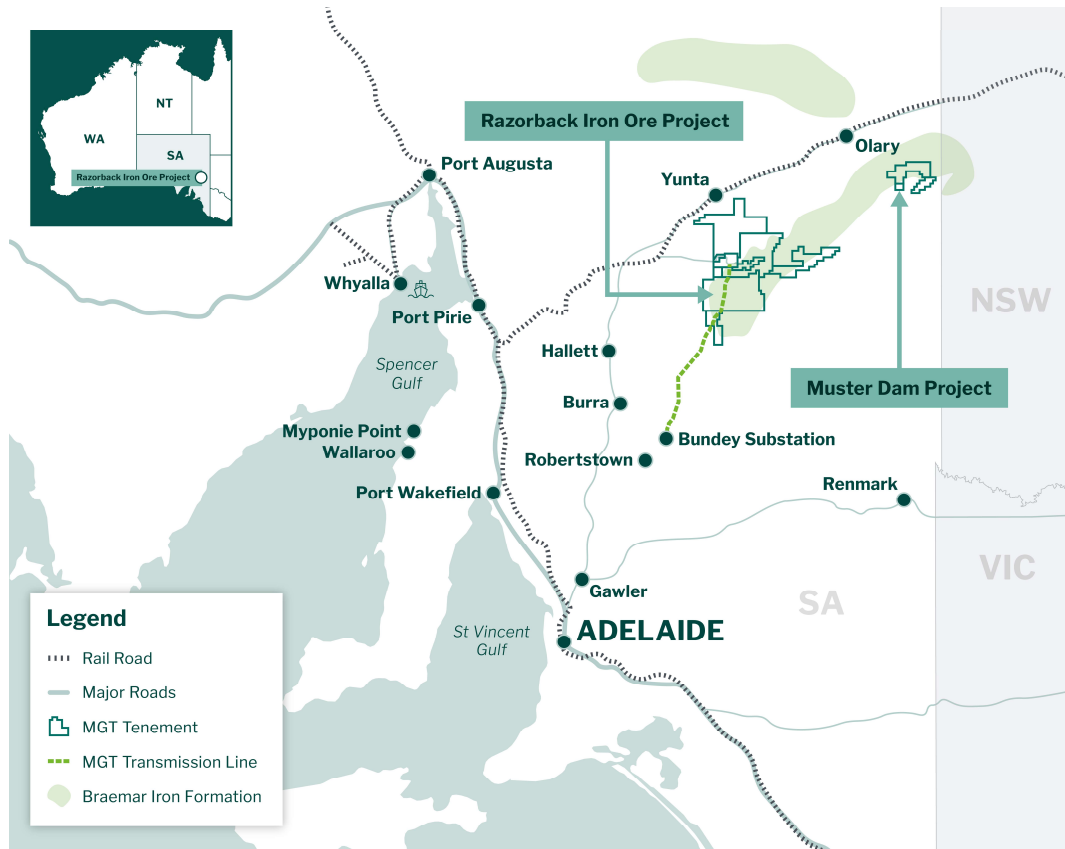 NT
WA
SA
Razorback Iron Ore Project
Razorback Iron Ore Project
Port Augusta
Olary
Yunta
Whyalla
Port Pirie
NSW
Spencer
Gulf
Hallett
Muster Dam Project
Burra
Myponie Point
Bundey Substation
Wallaroo
Robertstown
Port Wakefield
Renmark
VIC
Gawler
SA
ADELAIDE
St Vincent
Gulf
Legend
Rail Road
Major Roads
MGT Tenement
MGT Transmission Line
Braemar Iron Formation